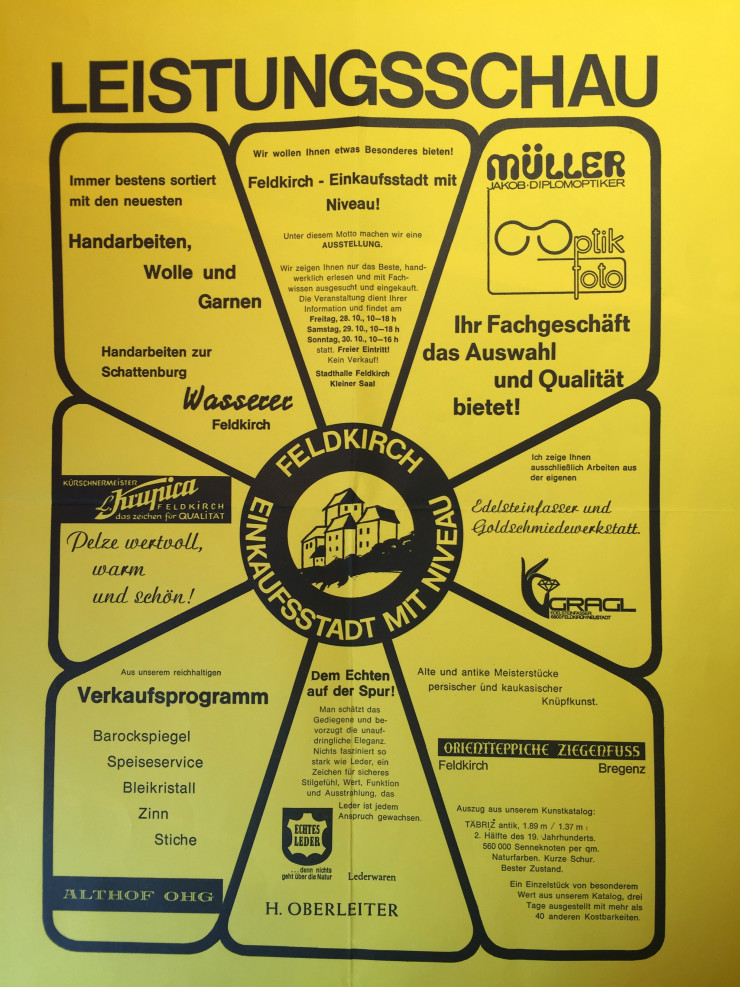 LEISTUNGSSCHAU
Immer bestens sortiert
mit den neuesten
Handarbeiten,
Wolle und
Garnen
Handarbeiten zur
Schattenburg
Wasserer
Feldkirch
Wir wollen Ihnen etwas Besonderes bieten!
Feldkirch - Einkaufsstadt mit
Niveau!
Unter diesem Motto machen wir eine
AUSSTELLUNG.
Wir zeigen Ihnen nur das Beste, hand-
werklich erlesen und mit Fach-
wissen ausgesucht und eingekauft.
Die Veranstaltung dient Ihrer
Information und findet am
Freitag, 28. 10., 10—18 h
Samstag, 29. 10., 10—18 h
Sonntag, 30. 10., 10—16 h
statt. Freier Eintritt!
Kein Verkauf!
Stadthalle Feldkirch
Kleiner Saal
MÜLLER
JAKOB·DIPLOMOPTIKER
Optik
foto
Ihr Fachgeschäft
das Auswahl
und Qualität
bietet!
KÜRSCHNERMEISTER
L. Krupica
FELDKIRCH
das zeichen für QUALITÄT
Pelze wertvoll,
warm
und schön!
FELDKIRCH
EINKAUFSSTADT MIT NIVEAU
Ich zeige Ihnen
ausschließlich Arbeiten aus
der eigenen
Edelsteinfasser und
Goldschmiedewerkstatt.
GRAGL
EDELSTEINFASSER
6800 FELDKIRCH NEUSTADT
Aus unserem reichhaltigen
Verkaufsprogramm
Barockspiegel
Speiseservice
Bleikristall
Zinn
Stiche
ALTHOF OHG
Dem Echten
auf der Spur!
Man schätzt das
Gediegene und be-
vorzugt die unauf-
dringliche Eleganz.
Nichts fasziniert so
stark wie Leder, ein
Zeichen für sicheres
Stilgefühl, Wert, Funktion
und Ausstrahlung, das
Leder ist jedem
Anspruch gewachsen.
ECHTES
LEDER
... denn nichts
geht über die Natur
Lederwaren
H. OBERLEITER
Alte und antike Meisterstücke
persischer und kaukasischer
Knüpfkunst.
ORIENTTEPPICHE ZIEGENFUSS
Feldkirch Bregenz
Auszug aus unserem Kunstkatalog:
TÄBRIZ antik, 1.89 m / 1.37 m :
2. Hälfte des 19. Jahrhunderts.
560 000 Senneknoten per qm.
Naturfarben. Kurze Schur.
Bester Zustand.
Ein Einzelstück von besonderem
Wert aus unserem Katalog, drei
Tage ausgestellt mit mehr als
40 anderen Kostbarkeiten.